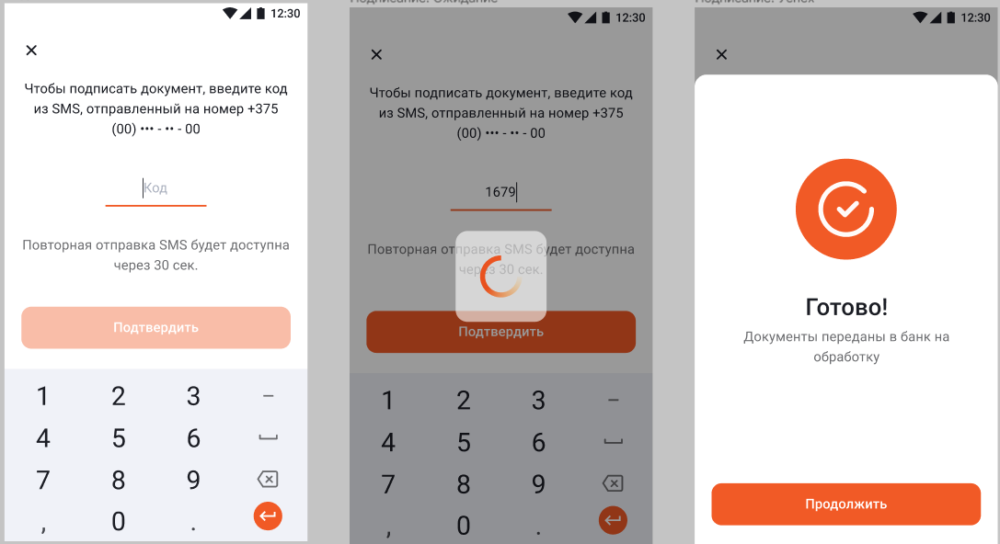 12:30
Чтобы подписать документ, введите код
из SMS, отправленный на номер +375
(00) ••• - •• - 00
Код
Повторная отправка SMS будет доступна
через 30 сек.
Подтвердить
1 2 3 –
4 5 6
7 8 9
, 0 .
Подписание: Ожидание
12:30
Чтобы подписать документ, введите код
из SMS, отправленный на номер +375
(00) ••• - •• - 00
1679
Повторная отправка SMS будет доступна
через 30 сек.
Подтвердить
1 2 3 –
4 5 6
7 8 9
, 0 .
Подписание: Успех
12:30
Готово!
Документы переданы в банк на
обработку
Продолжить